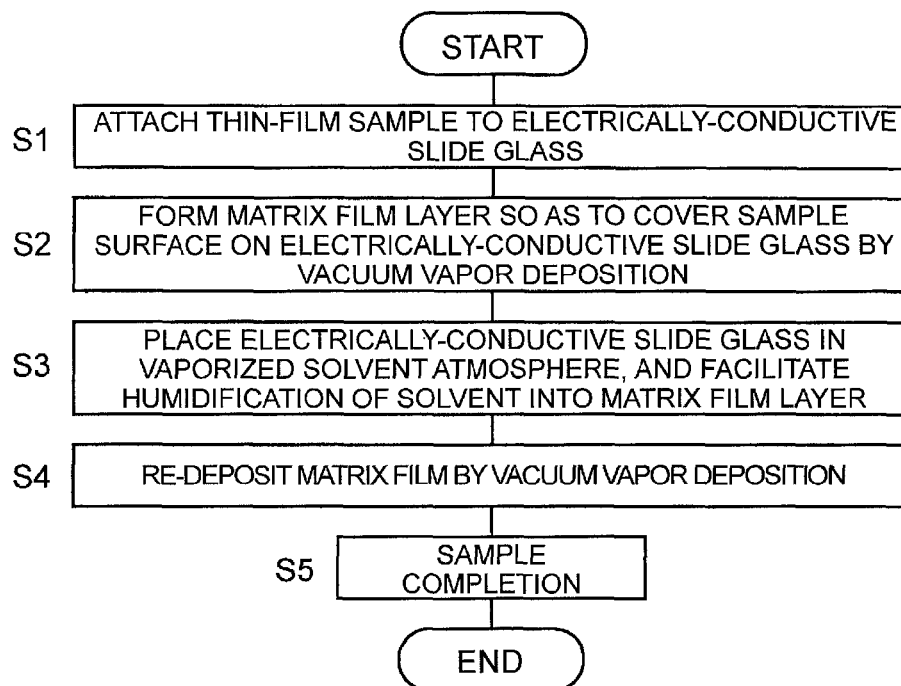 START
S1
ATTACH THIN-FILM SAMPLE TO ELECTRICALLY-CONDUCTIVE
SLIDE GLASS
S2
FORM MATRIX FILM LAYER SO AS TO COVER SAMPLE
SURFACE ON ELECTRICALLY-CONDUCTIVE SLIDE GLASS BY
VACUUM VAPOR DEPOSITION
S3
PLACE ELECTRICALLY-CONDUCTIVE SLIDE GLASS IN
VAPORIZED SOLVENT ATMOSPHERE, AND FACILITATE
HUMIDIFICATION OF SOLVENT INTO MATRIX FILM LAYER
S4
RE-DEPOSIT MATRIX FILM BY VACUUM VAPOR DEPOSITION
S5
SAMPLE
COMPLETION
END